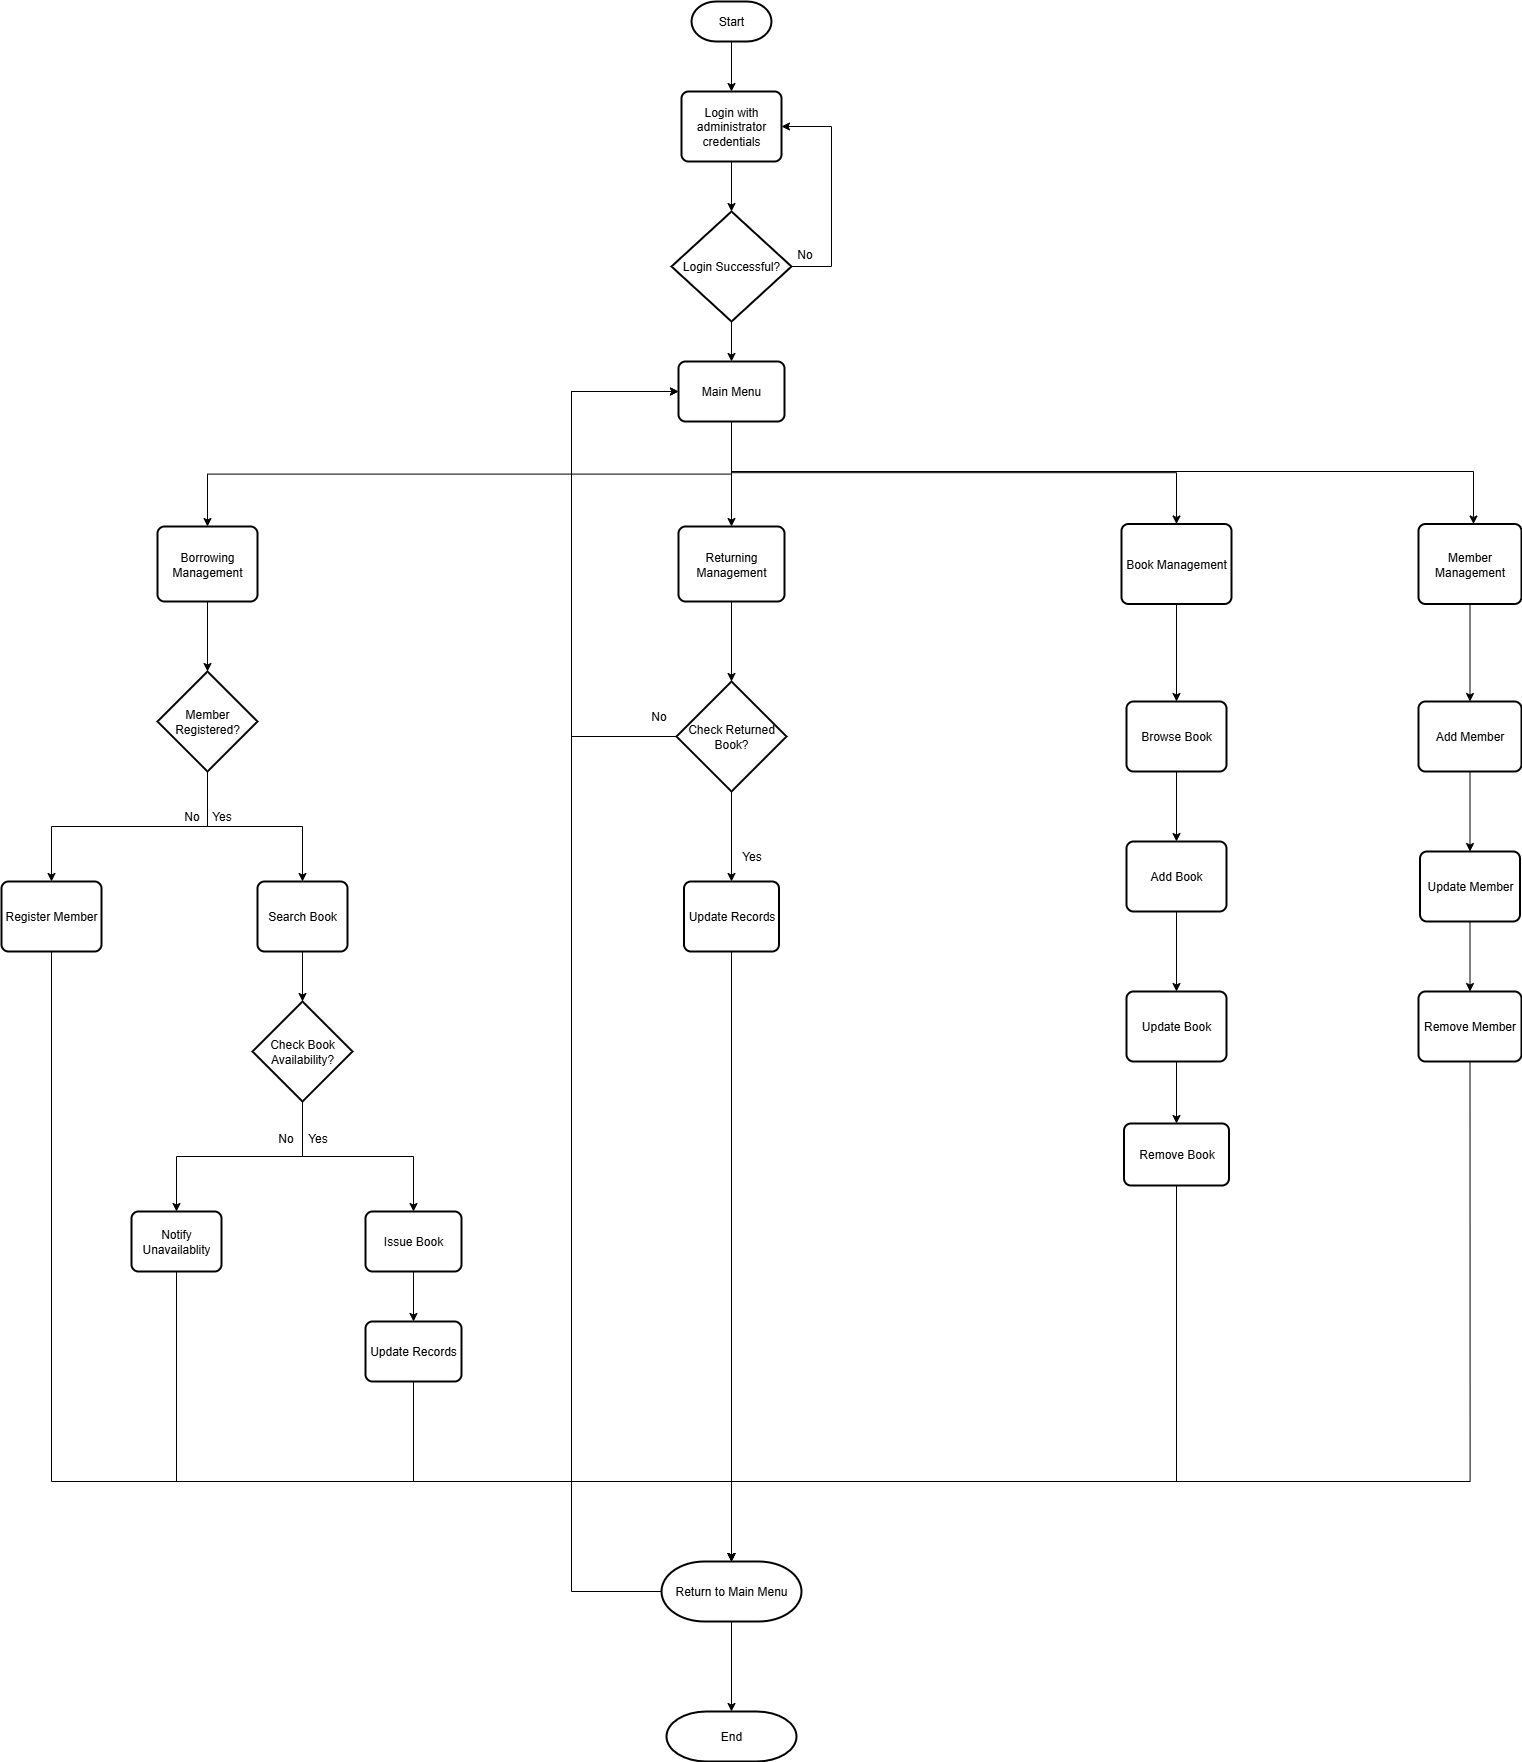 Start
Login with
administrator
credentials
No
Login Successful?
Main Menu
Borrowing
Management
Returning
Management
Book Management
Member
Management
Member
Registered?
No
Check Returned
Book?
Browse Book
Add Member
No
Yes
Yes
Register Member
Search Book
Update Records
Add Book
Update Member
Check Book
Availability?
Update Book
Remove Member
No
Yes
Remove Book
Notify
Unavailablity
Issue Book
Update Records
Return to Main Menu
End